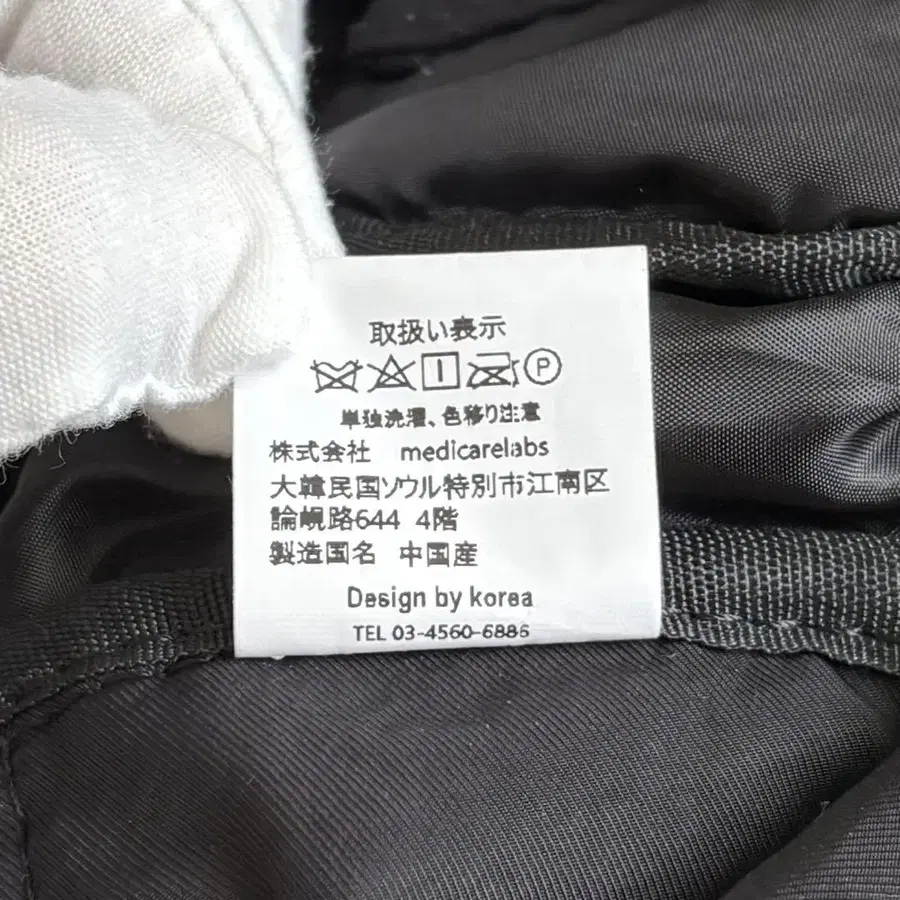 取扱い表示
P
単独洗濯、色移り注意
株式会社 medicarelabs
大韓民国ソウル特別市江南区
論峴路644 4階
製造国名 中国産
Design by korea
TEL 03-4560-6886